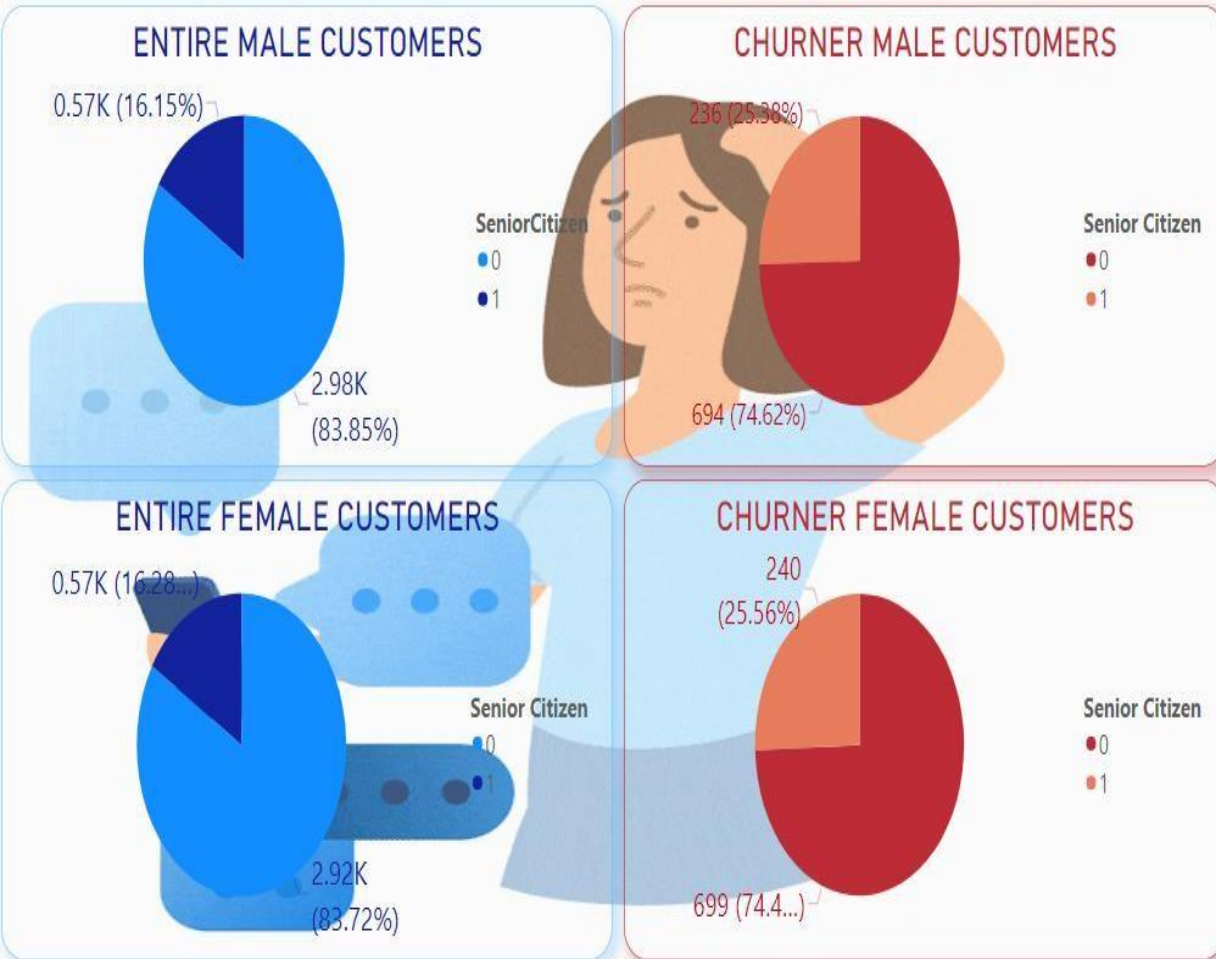 ENTIRE MALE CUSTOMERS
0.57K (16.15%)
SeniorCitizen
0
1
2.98K
(83.85%)
CHURNER MALE CUSTOMERS
236 (25.38%)
Senior Citizen
0
1
694 (74.62%)
ENTIRE FEMALE CUSTOMERS
0.57K (16.28...)
Senior Citizen
0
1
2.92K
(83.72%)
CHURNER FEMALE CUSTOMERS
240
(25.56%)
Senior Citizen
0
1
699 (74.4...)